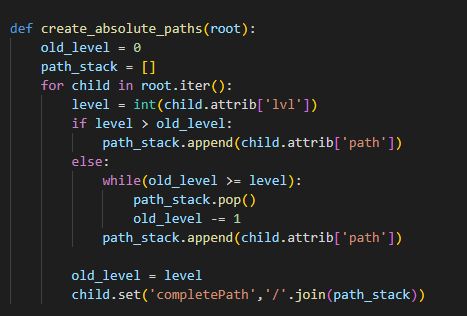 def create_absolute_paths(root):
    old_level = 0
    path_stack = []
    for child in root.iter():
        level = int(child.attrib['lvl'])
        if level > old_level:
            path_stack.append(child.attrib['path'])
        else:
            while(old_level >= level):
                path_stack.pop()
                old_level -= 1
            path_stack.append(child.attrib['path'])

        old_level = level
        child.set('completePath','/'.join(path_stack))